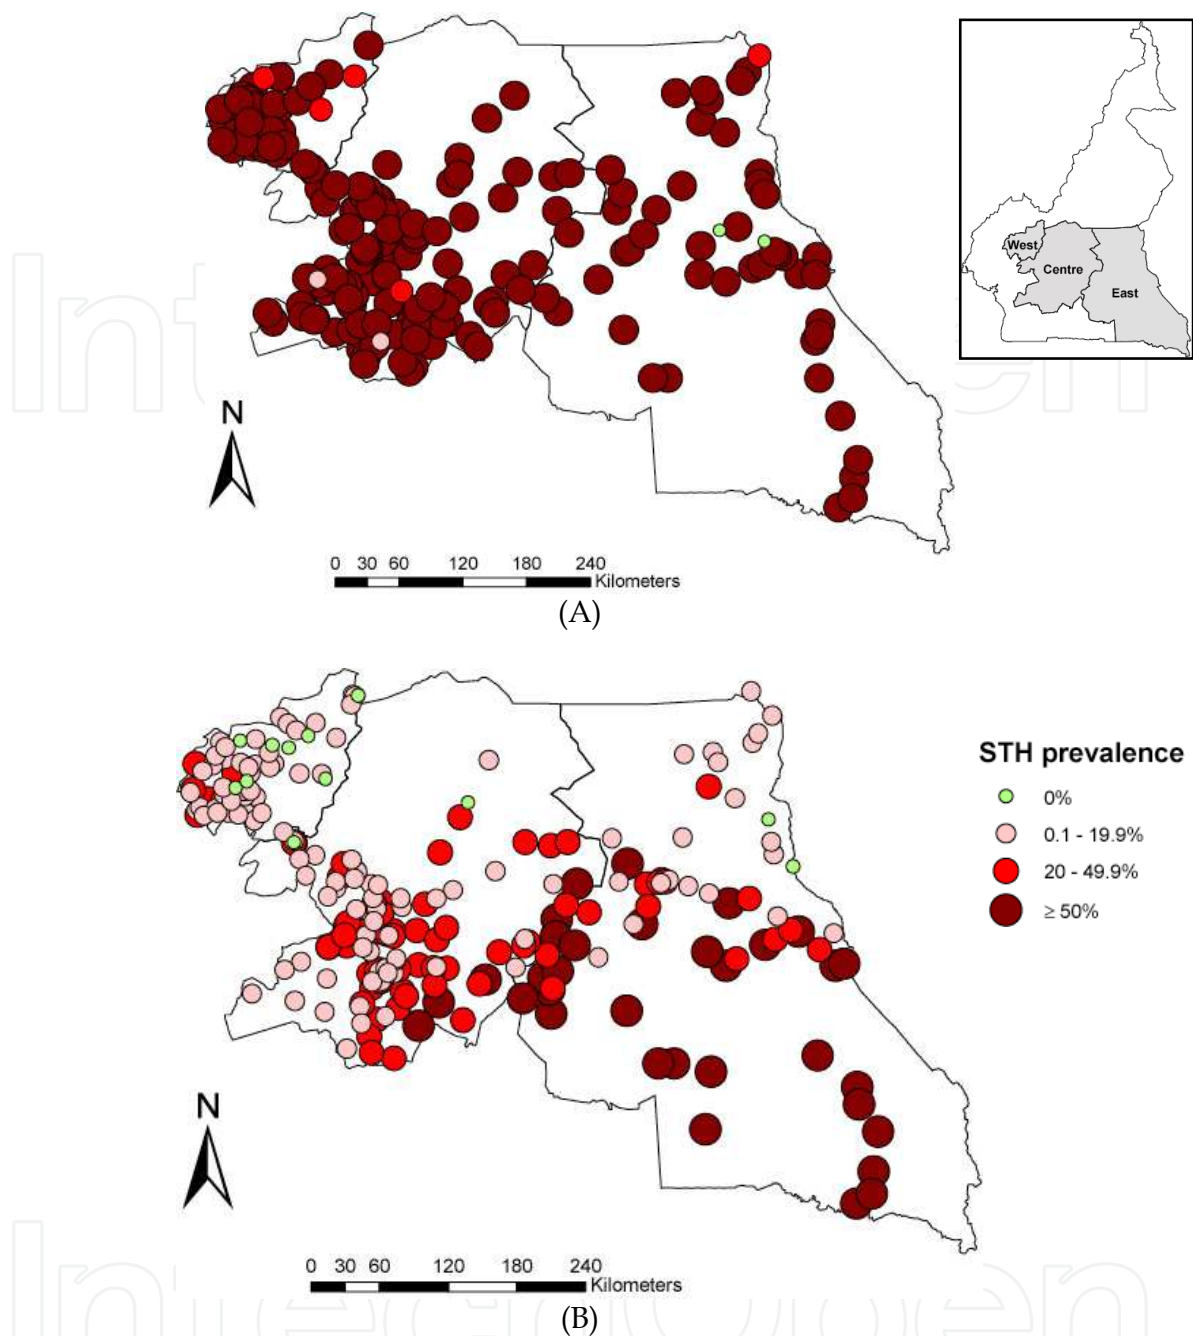 West
Centre
East
N
0 30 60 120 180 240
Kilometers
(A)
STH prevalence
0%
0.1 - 19.9%
20 - 49.9%
≥ 50%
N
0 30 60 120 180 240
Kilometers
(B)
IntechOpen